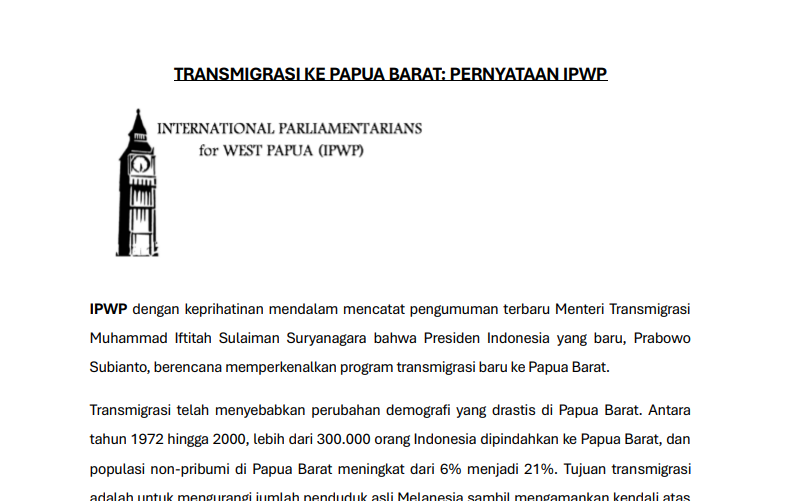 TRANSMIGRASI KE PAPUA BARAT: PERNYATAAN IPWP
INTERNATIONAL PARLIAMENTARIANS
for WEST PAPUA (IPWP)
IPWP dengan keprihatinan mendalam mencatat pengumuman terbaru Menteri Transmigrasi
Muhammad Iftitah Sulaiman Suryanagara bahwa Presiden Indonesia yang baru, Prabowo
Subianto, berencana memperkenalkan program transmigrasi baru ke Papua Barat.
Transmigrasi telah menyebabkan perubahan demografi yang drastis di Papua Barat. Antara
tahun 1972 hingga 2000, lebih dari 300.000 orang Indonesia dipindahkan ke Papua Barat, dan
populasi non-pribumi di Papua Barat meningkat dari 6% menjadi 21%. Tujuan transmigrasi
adalah untuk mengurangi jumlah penduduk asli Melanesia sambil mengamankan kendali atas